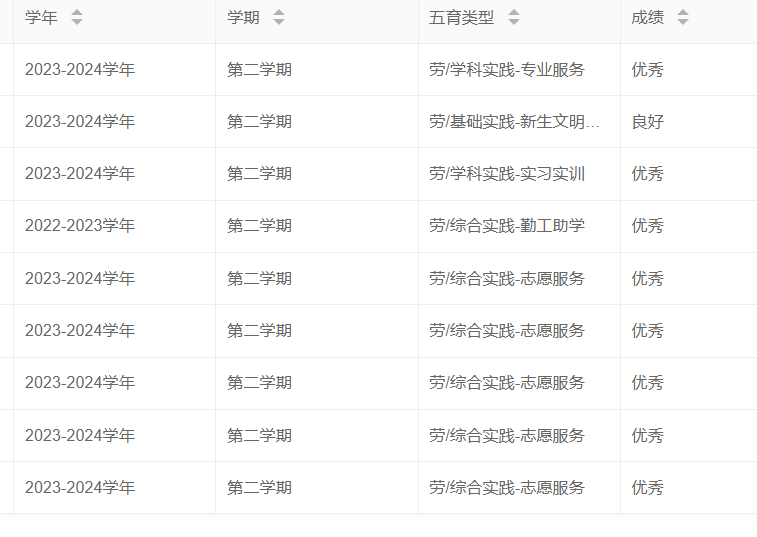 学年 学期 五育类型 成绩
2023-2024学年 第二学期 劳/学科实践-专业服务 优秀
2023-2024学年 第二学期 劳/基础实践-新生文明... 良好
2023-2024学年 第二学期 劳/学科实践-实习实训 优秀
2022-2023学年 第二学期 劳/综合实践-勤工助学 优秀
2023-2024学年 第二学期 劳/综合实践-志愿服务 优秀
2023-2024学年 第二学期 劳/综合实践-志愿服务 优秀
2023-2024学年 第二学期 劳/综合实践-志愿服务 优秀
2023-2024学年 第二学期 劳/综合实践-志愿服务 优秀
2023-2024学年 第二学期 劳/综合实践-志愿服务 优秀